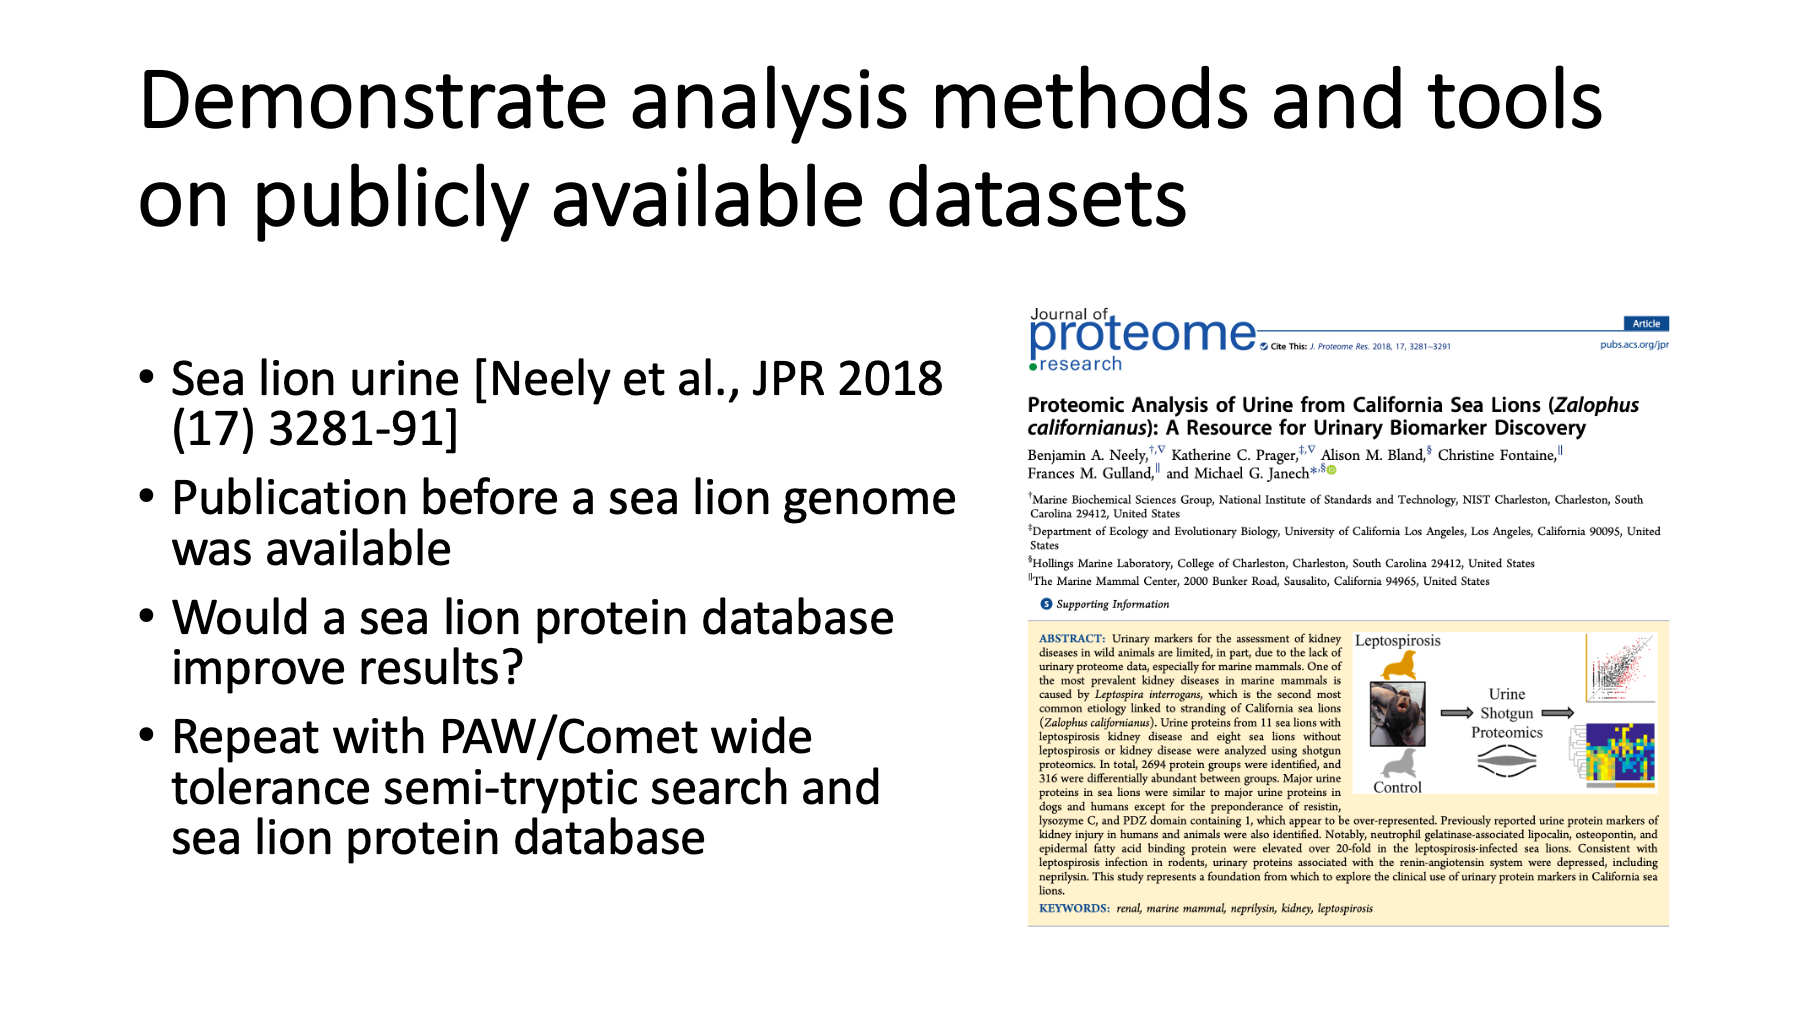 Demonstrate analysis methods and tools
on publicly available datasets
• Sea lion urine [Neely et al., JPR 2018
(17) 3281-91]
• Publication before a sea lion genome
was available
• Would a sea lion protein database
improve results?
• Repeat with PAW/Comet wide
tolerance semi-tryptic search and
sea lion protein database
Journal of
proteome
research
Cite This: J. Proteome Res. 2018, 17, 3281−3291
Article
pubs.acs.org/jpr
Proteomic Analysis of Urine from California Sea Lions (Zalophus
californianus): A Resource for Urinary Biomarker Discovery
Benjamin A. Neely,†,∇ Katherine C. Prager,‡,∇ Alison M. Bland,§ Christine Fontaine,∥
Frances M. Gulland,∥ and Michael G. Janech*,§
†Marine Biochemical Sciences Group, National Institute of Standards and Technology, NIST Charleston, Charleston, South
Carolina 29412, United States
‡Department of Ecology and Evolutionary Biology, University of California Los Angeles, Los Angeles, California 90095, United
States
§Hollings Marine Laboratory, College of Charleston, Charleston, South Carolina 29412, United States
∥The Marine Mammal Center, 2000 Bunker Road, Sausalito, California 94965, United States
S Supporting Information
ABSTRACT: Urinary markers for the assessment of kidney
diseases in wild animals are limited, in part, due to the lack of
urinary proteome data, especially for marine mammals. One of
the most prevalent kidney diseases in marine mammals is
caused by Leptospira interrogans, which is the second most
common etiology linked to stranding of California sea lions
(Zalophus californianus). Urine proteins from 11 sea lions with
leptospirosis kidney disease and eight sea lions without
leptospirosis or kidney disease were analyzed using shotgun
proteomics. In total, 2694 protein groups were identified, and
316 were differentially abundant between groups. Major urine
proteins in sea lions were similar to major urine proteins in
dogs and humans except for the preponderance of resistin,
lysozyme C, and PDZ domain containing 1, which appear to be over-represented. Previously reported urine protein markers of
kidney injury in humans and animals were also identified. Notably, neutrophil gelatinase-associated lipocalin, osteopontin, and
epidermal fatty acid binding protein were elevated over 20-fold in the leptospirosis-infected sea lions. Consistent with
leptospirosis infection in rodents, urinary proteins associated with the renin-angiotensin system were depressed, including
neprilysin. This study represents a foundation from which to explore the clinical use of urinary protein markers in California sea
lions.
Leptospirosis
Control
Urine
Shotgun
Proteomics
KEYWORDS: renal, marine mammal, neprilysin, kidney, leptospirosis